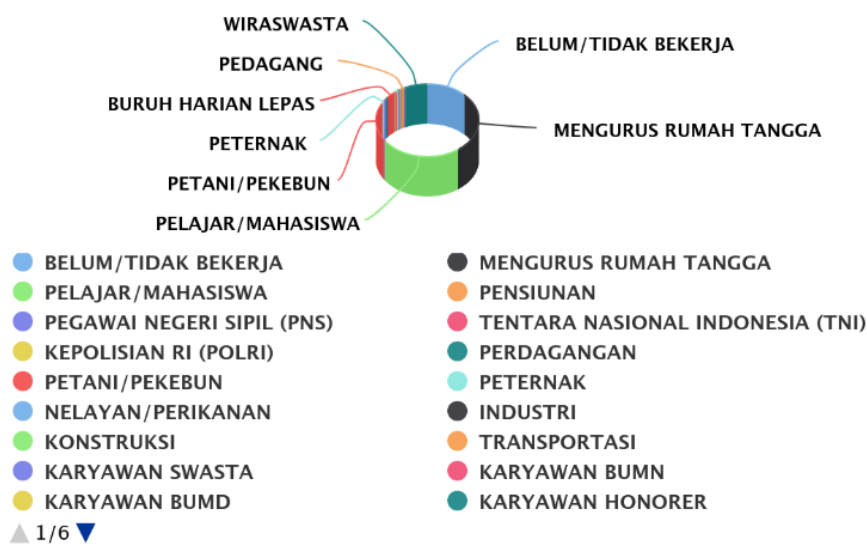 WIRASWASTA
BELUM/TIDAK BEKERJA
PEDAGANG
BURUH HARIAN LEPAS
MENGURUS RUMAH TANGGA
PETERNAK
PETANI/PEKEBUN
PELAJAR/MAHASISWA
BELUM/TIDAK BEKERJA
MENGURUS RUMAH TANGGA
PELAJAR/MAHASISWA
PENSIUNAN
PEGAWAI NEGERI SIPIL (PNS)
TENTARA NASIONAL INDONESIA (TNI)
KEPOLISIAN RI (POLRI)
PERDAGANGAN
PETANI/PEKEBUN
PETERNAK
NELAYAN/PERIKANAN
INDUSTRI
KONSTRUKSI
TRANSPORTASI
KARYAWAN SWASTA
KARYAWAN BUMN
KARYAWAN BUMD
KARYAWAN HONORER
1/6